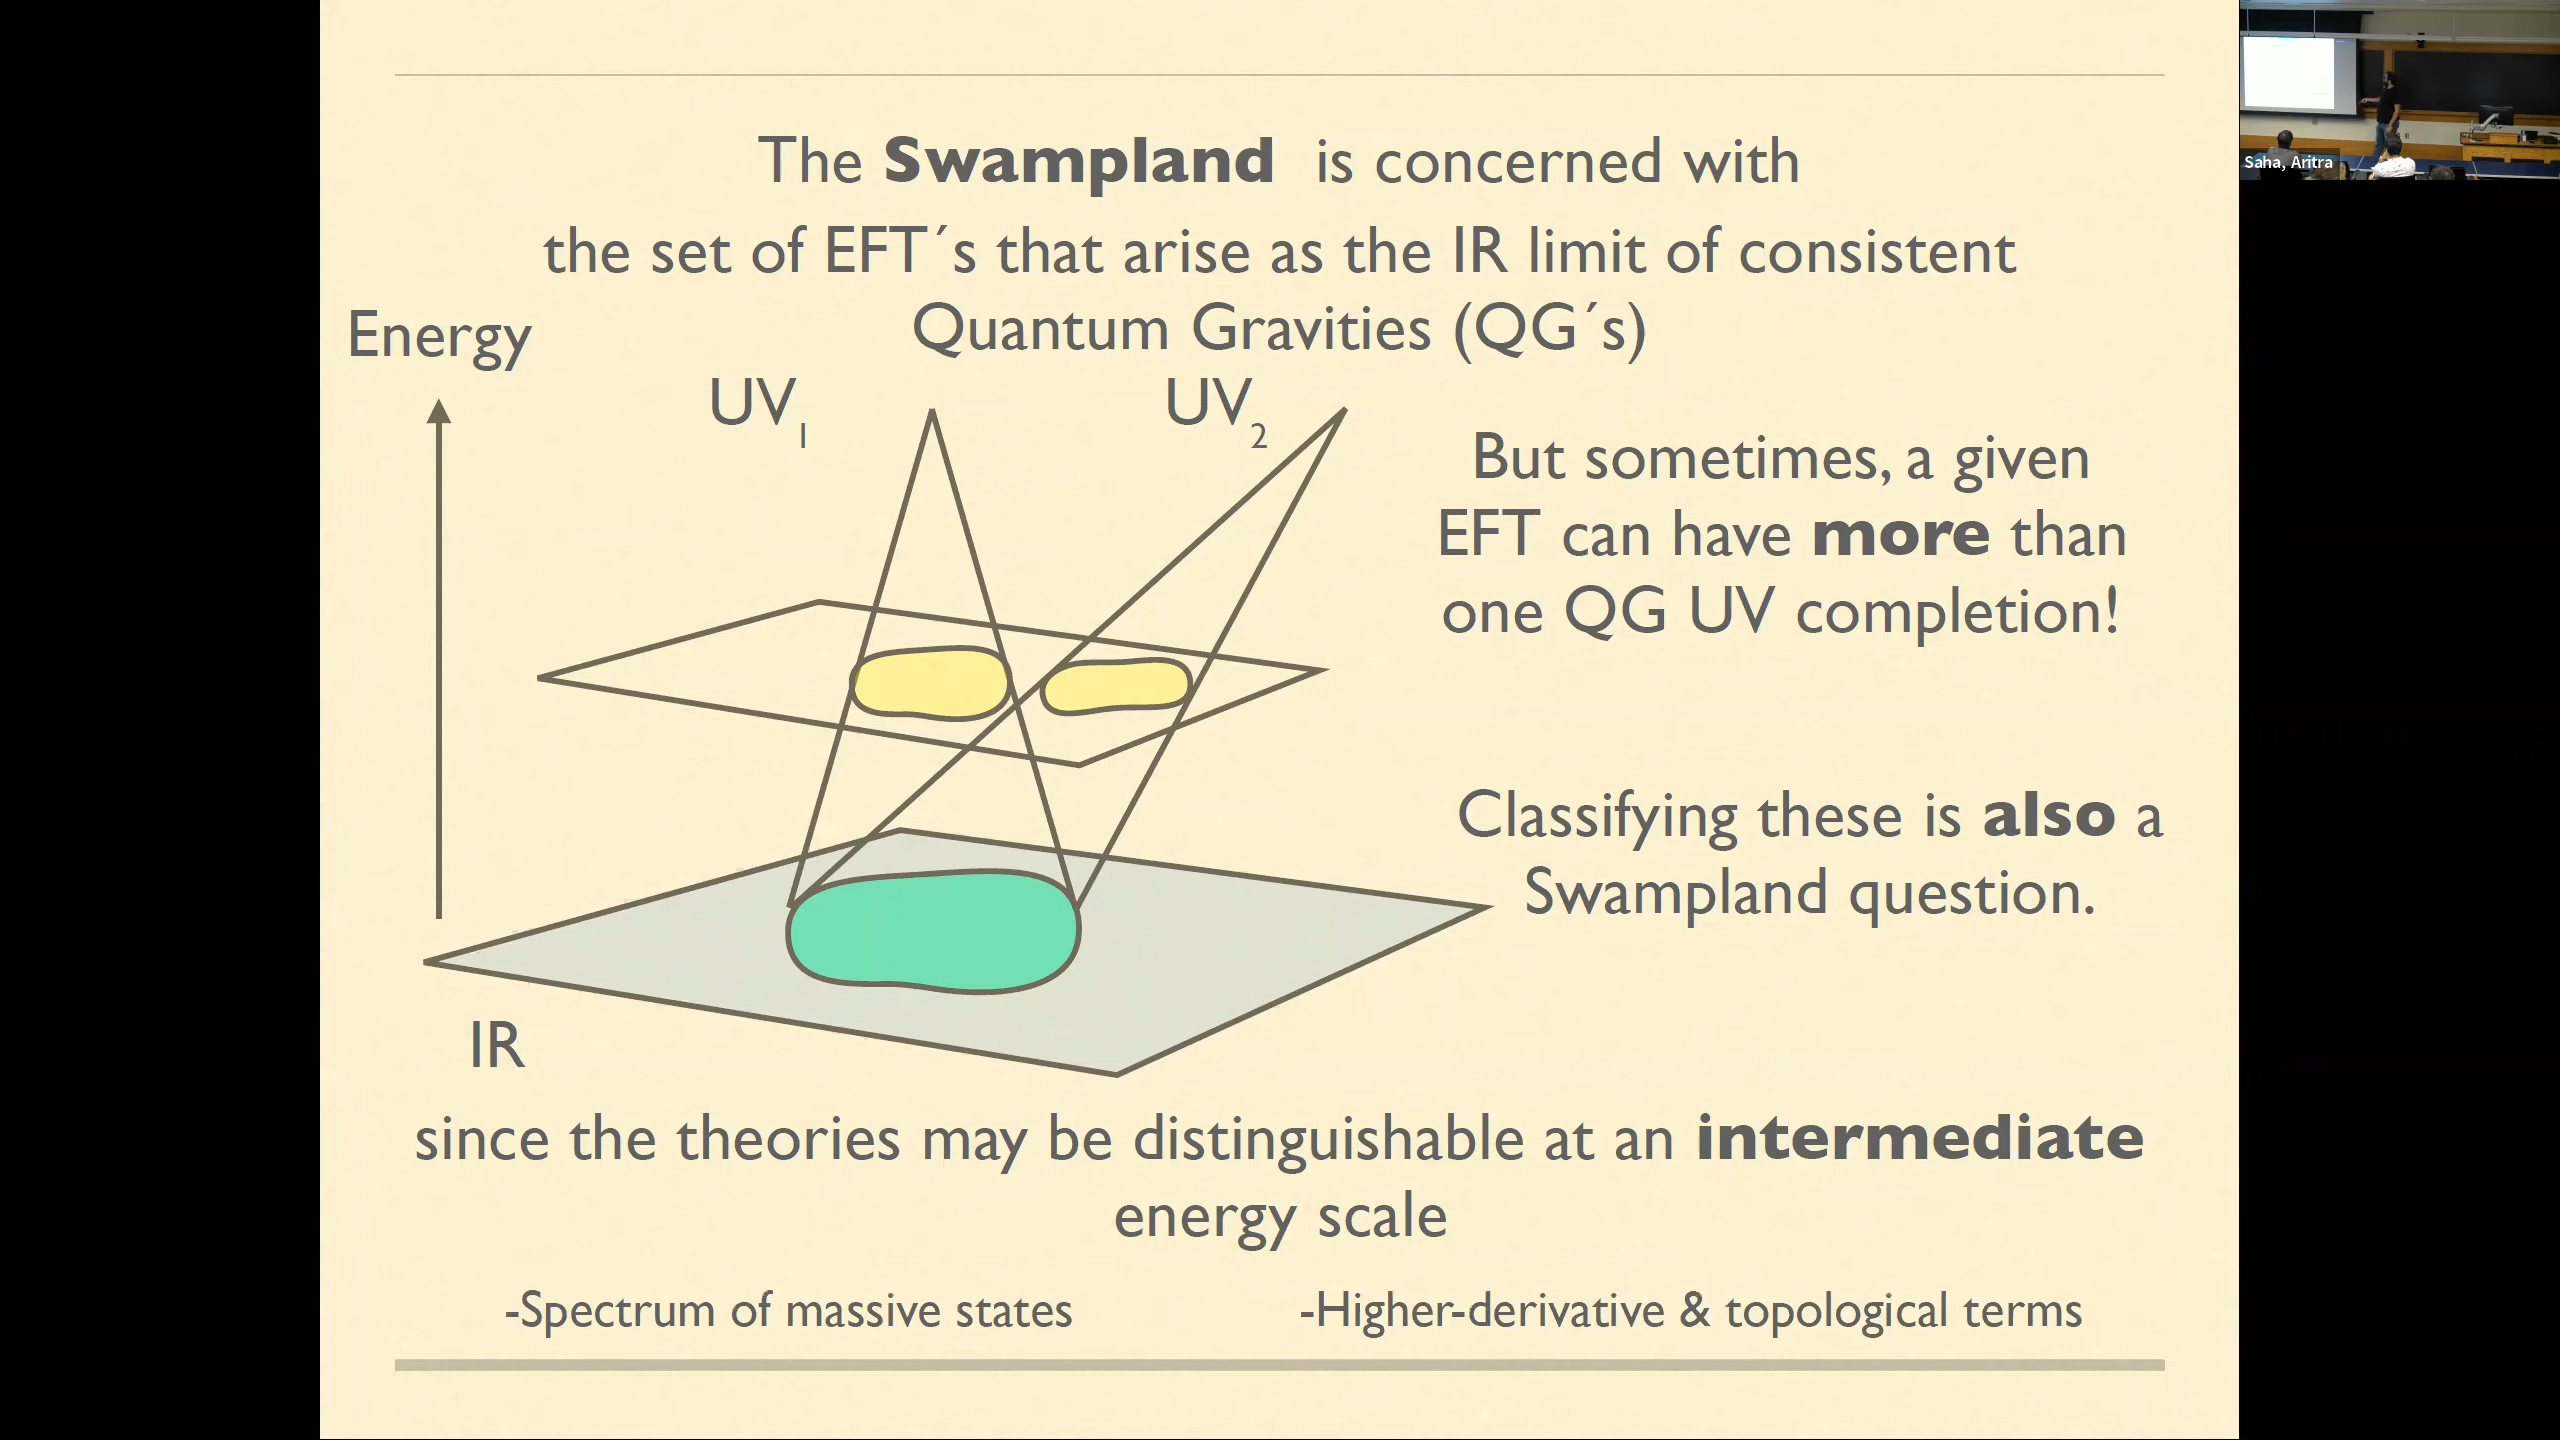 The Swampland is concerned with
the set of EFT´s that arise as the IR limit of consistent
Quantum Gravities (QG´s)
Energy
UV1
UV2
But sometimes, a given
EFT can have more than
one QG UV completion!
Classifying these is also a
Swampland question.
IR
since the theories may be distinguishable at an intermediate
energy scale
-Spectrum of massive states
-Higher-derivative & topological terms
Saha, Aritra